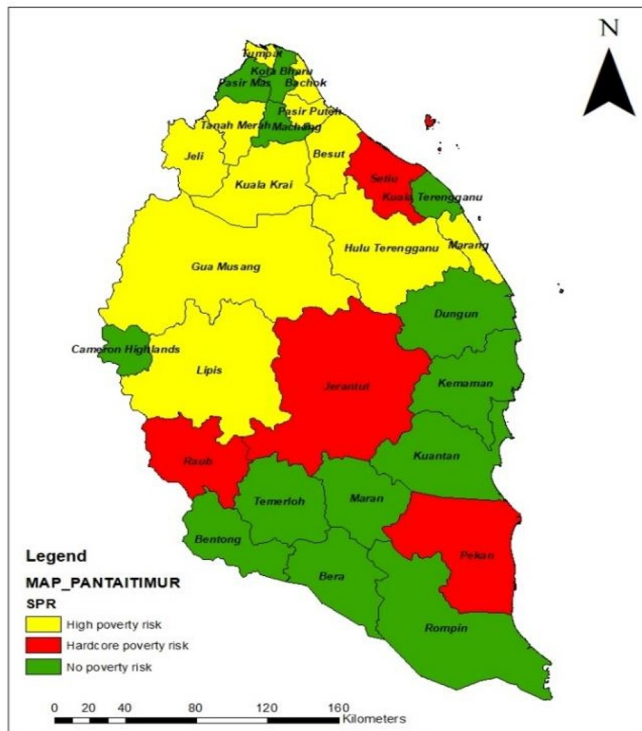 N
Tumpat
Kota Bharu
Pasir Mas
Bachok
Pasir Puteh
Tanah Merah
Machang
Jeli
Besut
Kuala Krai
Setiu
Kuala Terengganu
Hulu Terengganu
Marang
Gua Musang
Dungun
Cameron Highlands
Lipis
Jerantut
Kemaman
Kuantan
Raub
Temerloh
Maran
Bentong
Pekan
Bera
Rompin
Legend
MAP_PANTAITIMUR
SPR
High poverty risk
Hardcore poverty risk
No poverty risk
0 20 40 80 120 160
Kilometers